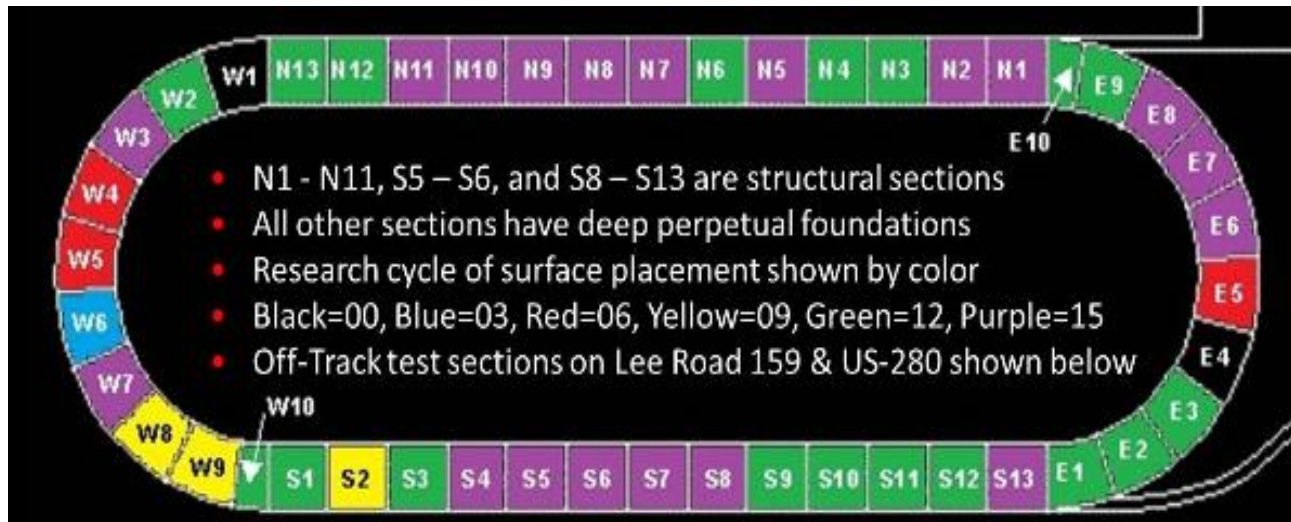 W1 N13 N12 N11 N10 N9 N8 N7 N6 N5 N4 N3 N2 N1 E9
W2 E8
W3 E10 E7
W4 N1 - N11, S5 – S6, and S8 – S13 are structural sections E6
All other sections have deep perpetual foundations
W5 Research cycle of surface placement shown by color E5
W6 Black=00, Blue=03, Red=06, Yellow=09, Green=12, Purple=15
Off-Track test sections on Lee Road 159 & US-280 shown below E4
W7 W10 E3
W8 E2
W9 S1 S2 S3 S4 S5 S6 S7 S8 S9 S10 S11 S12 S13 E1